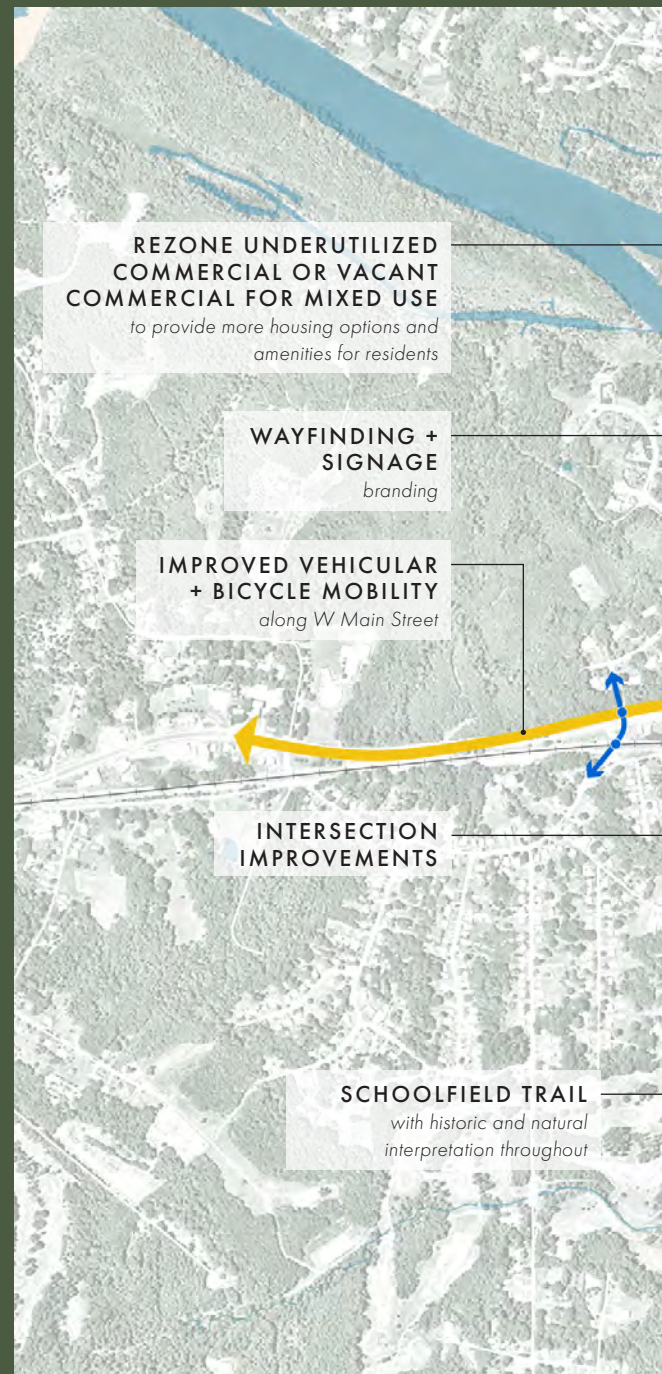 REZONE UNDERUTILIZED
COMMERCIAL OR VACANT
COMMERCIAL FOR MIXED USE
to provide more housing options and
amenities for residents
WAYFINDING +
SIGNAGE
branding
IMPROVED VEHICULAR
+ BICYCLE MOBILITY
along W Main Street
INTERSECTION
IMPROVEMENTS
SCHOOLFIELD TRAIL
with historic and natural
interpretation throughout